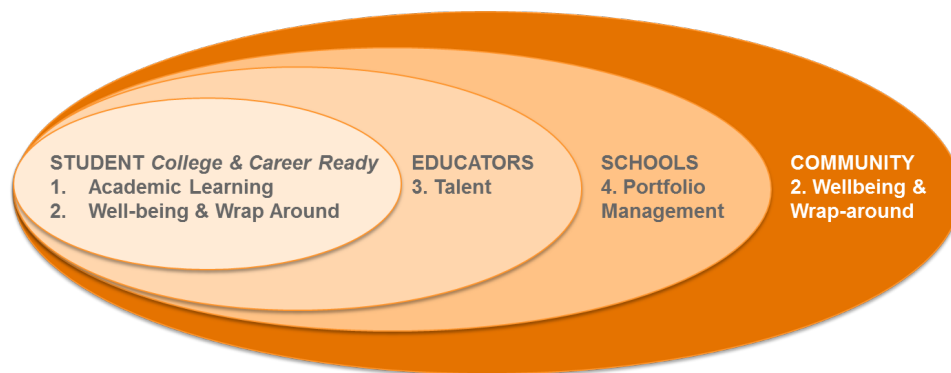 STUDENT College & Career Ready
1. Academic Learning
2. Well-being & Wrap Around
EDUCATORS
3. Talent
SCHOOLS
4. Portfolio
Management
COMMUNITY
2. Wellbeing &
Wrap-around